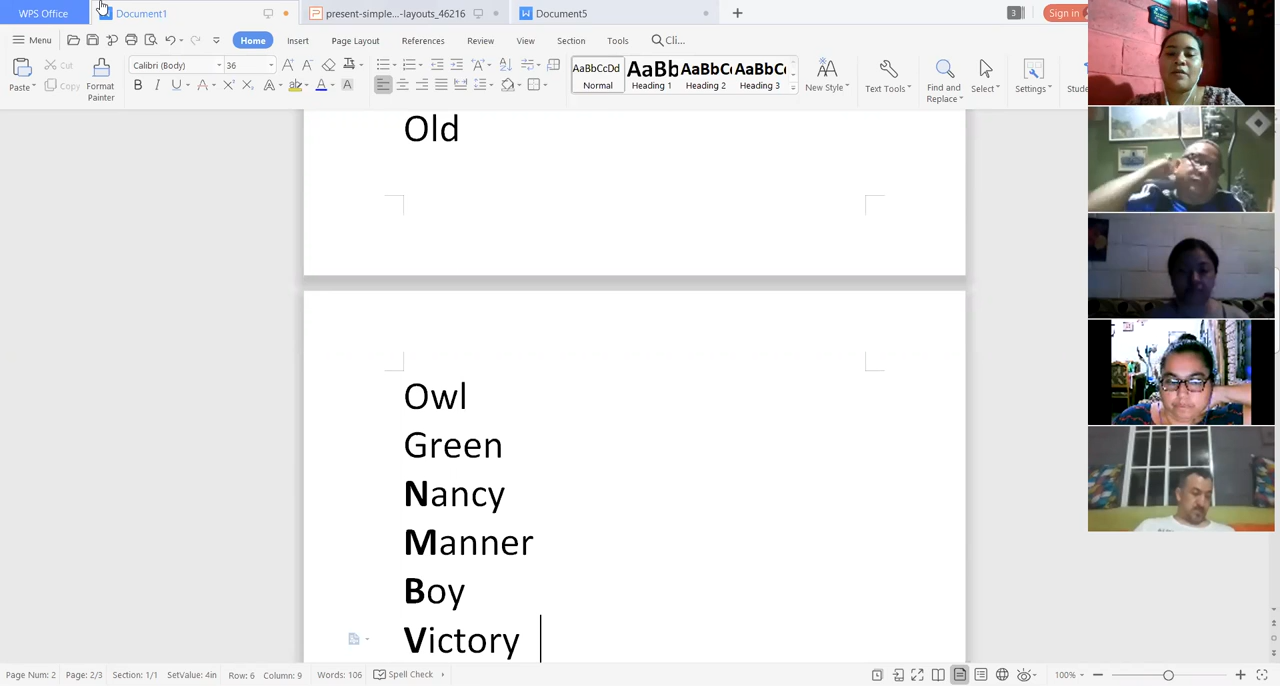 WPS Office Document1 present-simple...-layouts_46216 Document5 3 Sign in
Menu Home Insert Page Layout References Review View Section Tools Cli...
Paste Cut Copy Format Painter Calibri (Body) 36 AaBbCcDd Normal AaBb Heading 1 AaBbC Heading 2 AaBbC Heading 3 New Style Text Tools Find and Replace Select Settings Stude
Old
Owl
Green
Nancy
Manner
Boy
Victory
Page Num: 2 Page: 2/3 Section: 1/1 SetValue: 4in Row: 6 Column: 9 Words: 106 Spell Check 100%